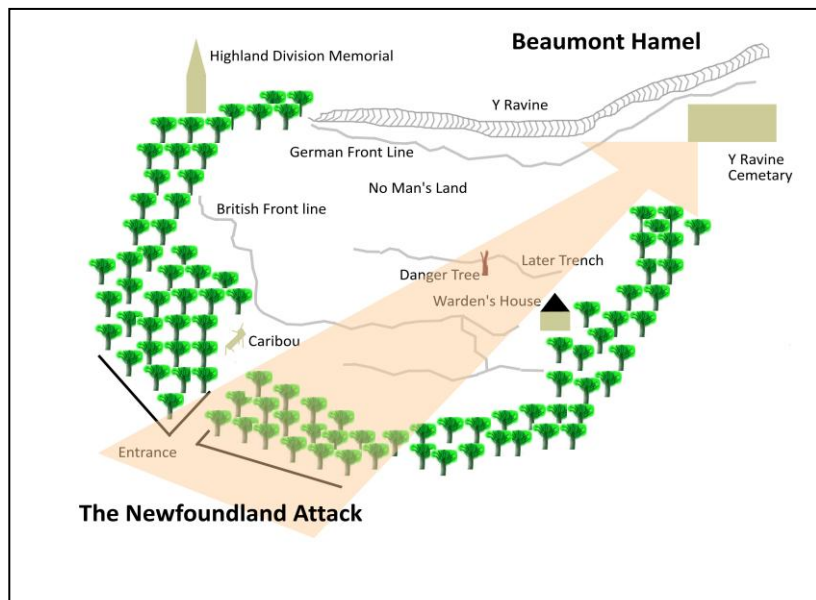 Beaumont Hamel
Highland Division Memorial
Y Ravine
German Front Line
Y Ravine
Cemetary
No Man's Land
British Front line
Later Trench
Danger Tree
Warden's House
Caribou
Entrance
The Newfoundland Attack